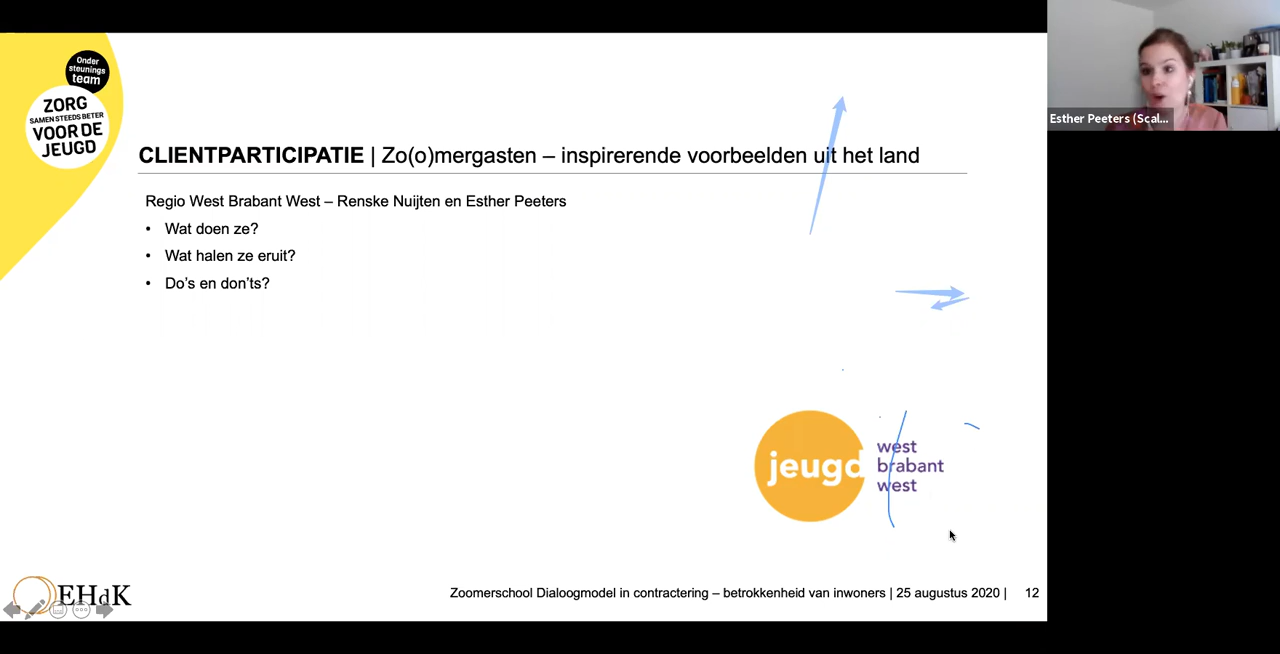 Onder
steunings
team
ZORG
SAMEN STEEDS BETER
VOOR DE
JEUGD
Esther Peeters (Scal...
CLIENTPARTICIPATIE | Zo(o)mergasten – inspirerende voorbeelden uit het land
Regio West Brabant West – Renske Nuijten en Esther Peeters
• Wat doen ze?
• Wat halen ze eruit?
• Do’s en don’ts?
jeugd
west
brabant
west
EHdK
Zoomerschool Dialoogmodel in contractering – betrokkenheid van inwoners | 25 augustus 2020 | 12